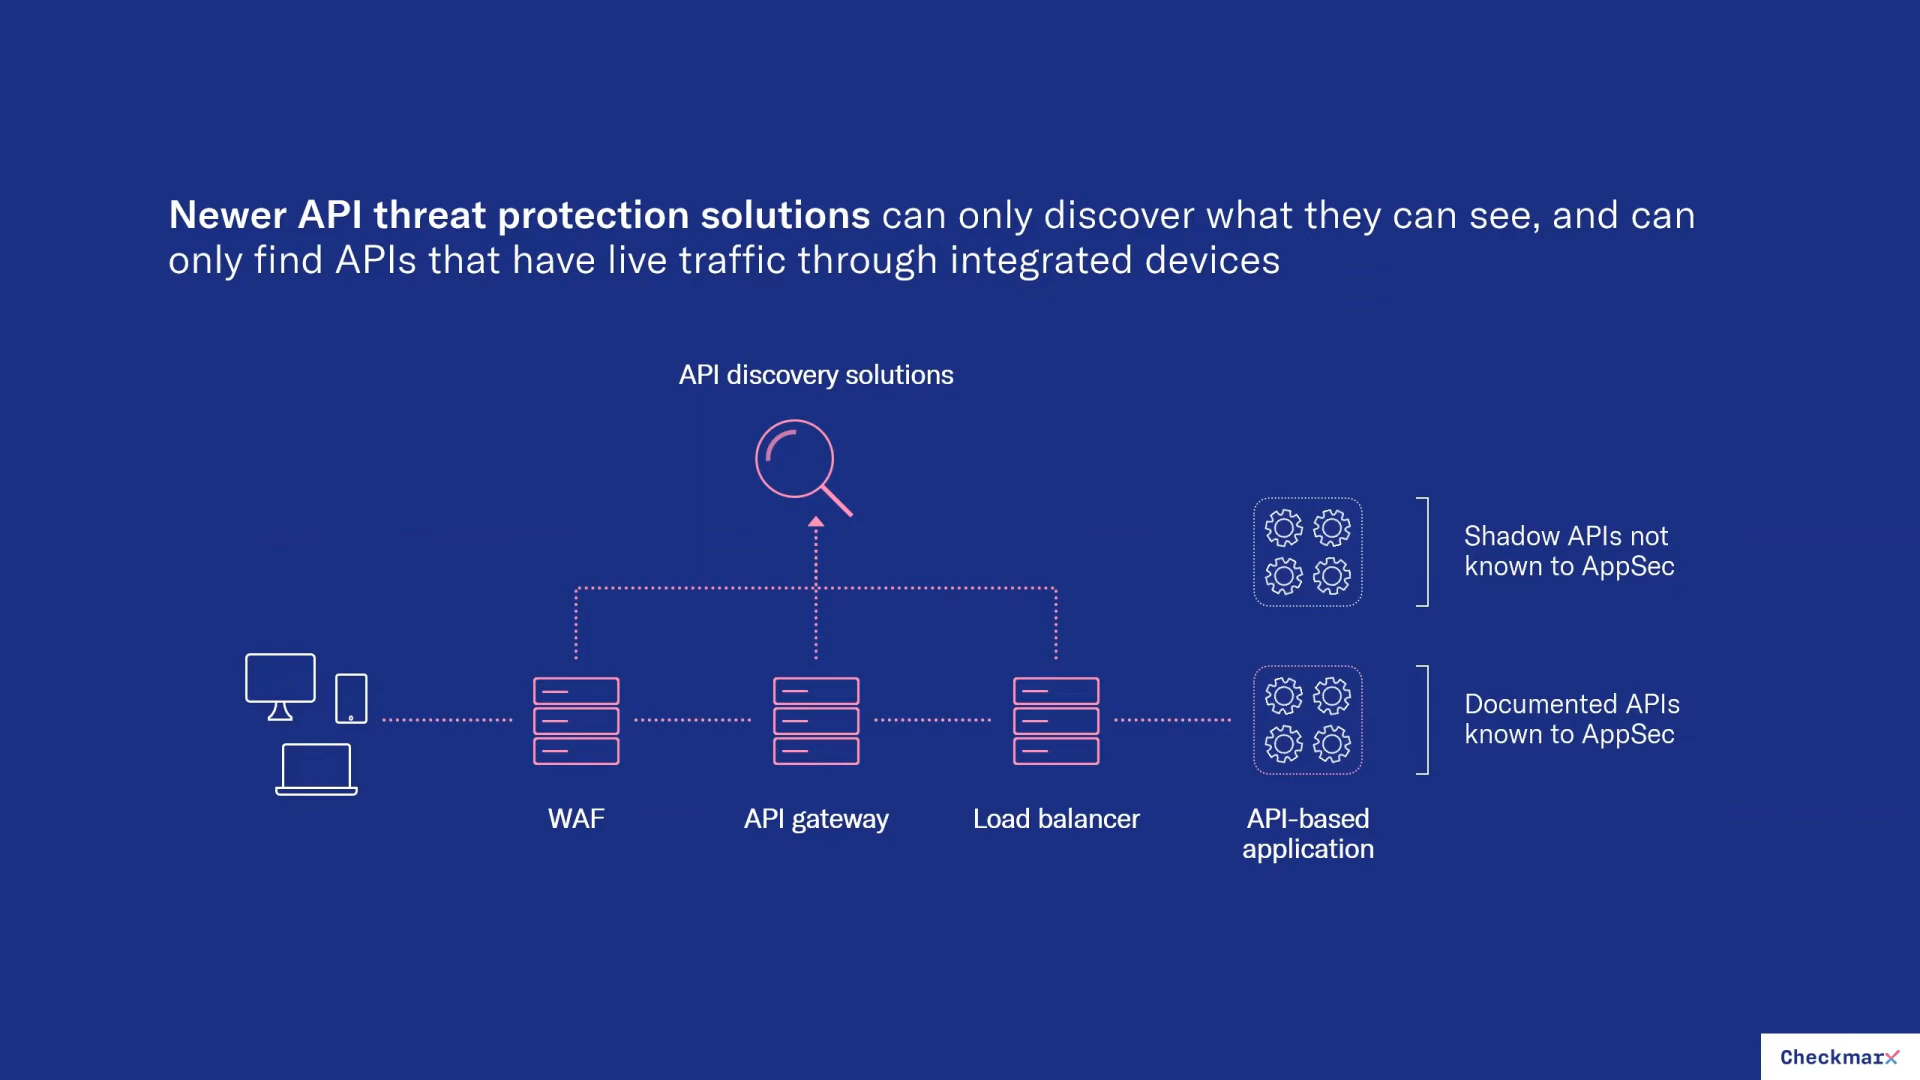 Newer API threat protection solutions can only discover what they can see, and can
only find APIs that have live traffic through integrated devices
API discovery solutions
Shadow APIs not
known to AppSec
Documented APIs
known to AppSec
WAF
API gateway
Load balancer
API-based
application
Checkmarx